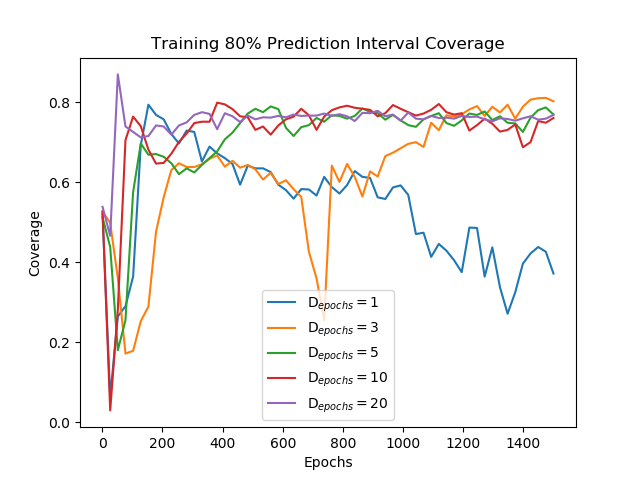 Training 80% Prediction Interval Coverage
Coverage
0.8
0.6
0.4
0.2
0.0
D_epochs = 1
D_epochs = 3
D_epochs = 5
D_epochs = 10
D_epochs = 20
0 200 400 600 800 1000 1200 1400
Epochs